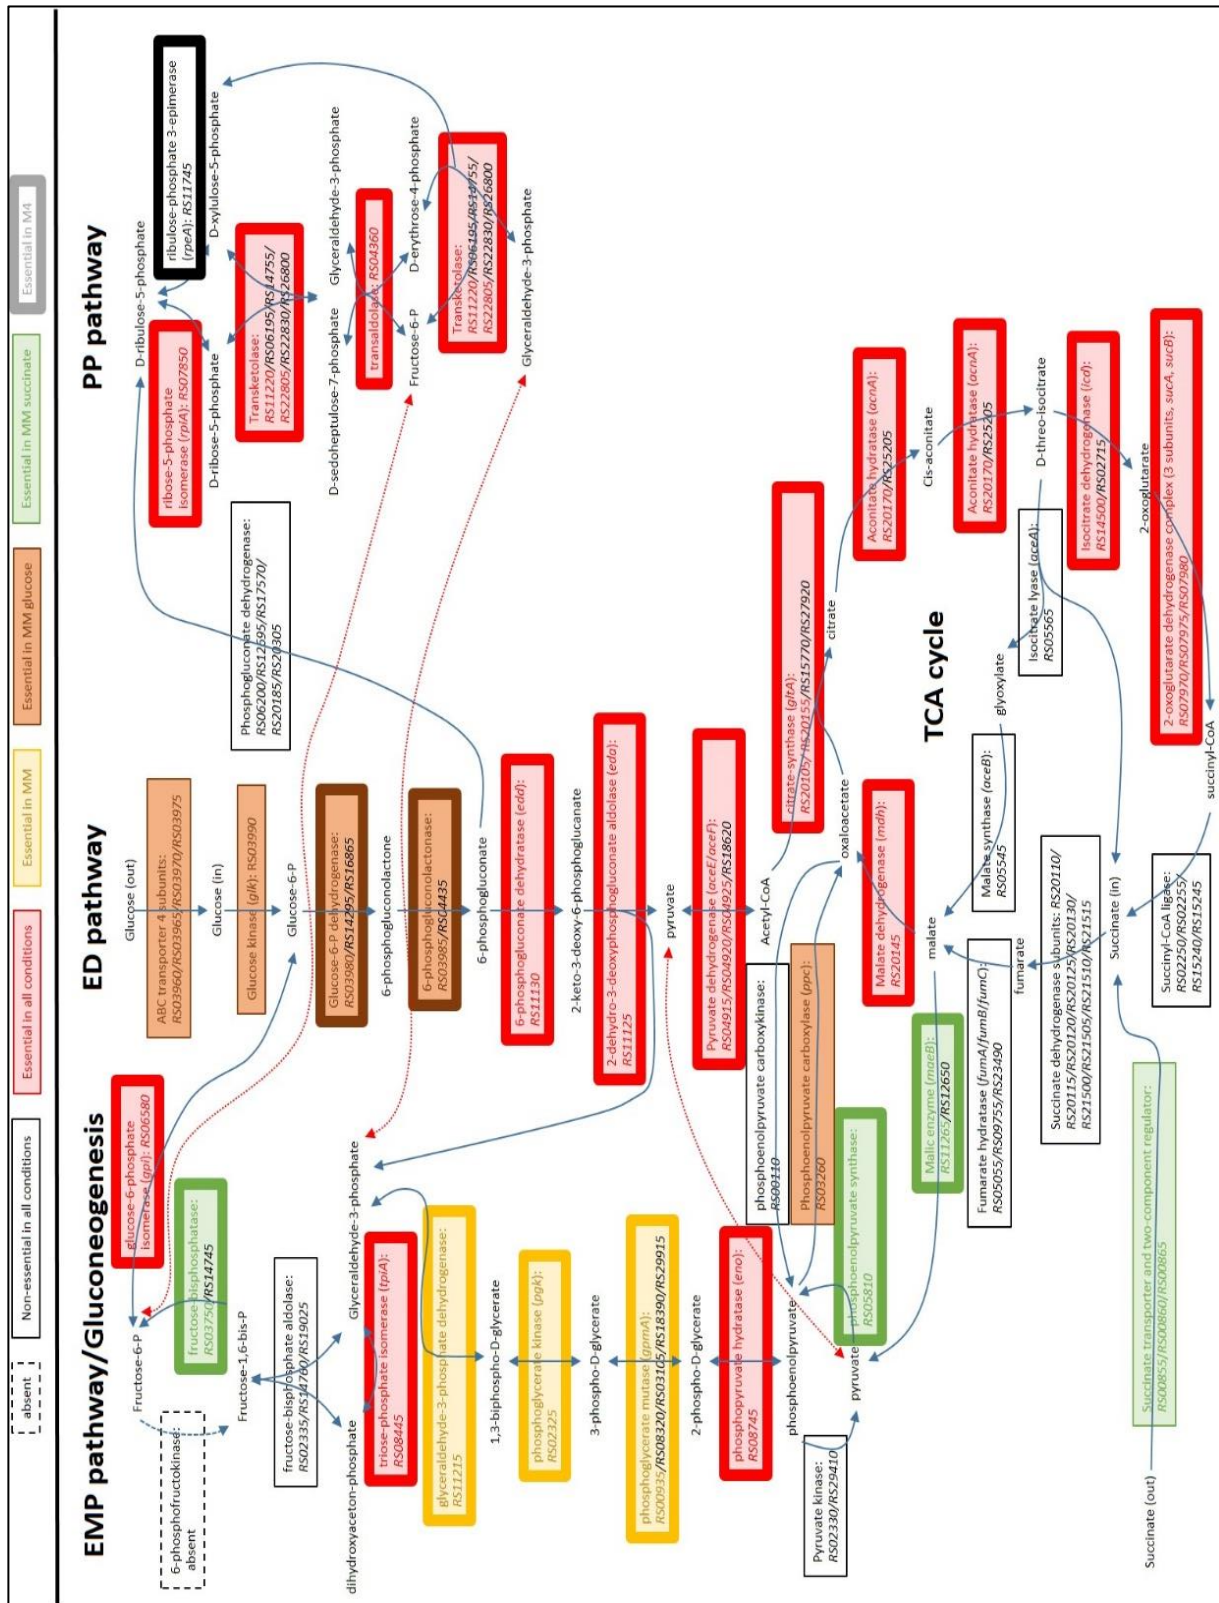 absent
Non-essential in all conditions
Essential in all conditions
Essential in MM
Essential in MM glucose
Essential in MM succinate
Essential in M4
EMP pathway/Gluconeogenesis
ED pathway
PP pathway
Fructose-6-P
6-phosphofructokinase:
absent
glucose-6-phosphate
isomerase (gpi): RS06580
fructose-bisphosphatase:
RS03750/RS14745
Fructose-1,6-bis-P
fructose-bisphosphate aldolase:
RS02335/RS14760/RS19025
dihydroxyaceton-phosphate
Glyceraldehyde-3-phosphate
triose-phosphate isomerase (tpiA):
RS08445
glyceraldehyde-3-phosphate dehydrogenase:
RS11215
1,3-biphospho-D-glycerate
phosphoglycerate kinase (pgk):
RS02325
3-phospho-D-glycerate
phosphoglycerate mutase (gpmA):
RS00935/RS08320/RS03105/RS18390/RS29915
2-phospho-D-glycerate
phosphopyruvate hydratase (eno):
RS08745
phosphoenolpyruvate
Pyruvate kinase:
RS02330/RS29410
pyruvate
phosphoenolpyruvate carboxykinase:
RS00110
Phosphoenolpyruvate carboxylase (ppc):
RS03260
phosphoenolpyruvate synthase:
RS05810
Malic enzyme (maeB):
RS11265/RS12650
Glucose (out)
ABC transporter 4 subunits:
RS03960/RS03965/RS03970/RS03975
Glucose (in)
Glucose kinase (glk): RS03990
Glucose-6-P
Glucose-6-P dehydrogenase:
RS03980/RS14295/RS16865
6-phosphogluconolactone
6-phosphogluconolactonase:
RS03985/RS04435
6-phosphogluconate
6-phosphogluconate dehydratase (edd):
RS11130
2-keto-3-deoxy-6-phosphoglucanate
2-dehydro-3-deoxyphosphogluconate aldolase (eda):
RS11125
pyruvate
Pyruvate dehydrogenase (aceE/aceF):
RS04915/RS04920/RS04925/RS18620
Acetyl-CoA
Phosphogluconate dehydrogenase:
RS06200/RS12695/RS17570/
RS20185/RS20305
D-ribulose-5-phosphate
ribose-5-phosphate
isomerase (rpiA): RS07850
ribulose-phosphate 3-epimerase
(rpeA): RS11745
D-ribose-5-phosphate
D-xylulose-5-phosphate
Transketolase:
RS11220/RS06195/RS14755/
RS22805/RS22830/RS26800
D-sedoheptulose-7-phosphate
Glyceraldehyde-3-phosphate
transaldolase: RS04360
Fructose-6-P
D-erythrose-4-phosphate
Transketolase:
RS11220/RS06195/RS14755/
RS22805/RS22830/RS26800
Glyceraldehyde-3-phosphate
TCA cycle
citrate-synthase (gltA):
RS20105/ RS20155/RS15770/RS27920
oxaloacetate
citrate
Aconitate hydratase (acnA):
RS20170/RS25205
Cis-aconitate
Aconitate hydratase (acnA):
RS20170/RS25205
D-threo-isocitrate
Isocitrate dehydrogenase (icd):
RS14500/RS02715
2-oxoglutarate
2-oxoglutarate dehydrogenase complex (3 subunits, sucA, sucB):
RS07970/RS07975/RS07980
succinyl-CoA
Isocitrate lyase (aceA):
RS05565
glyoxylate
Malate synthase (aceB):
RS05545
Malate dehydrogenase (mdh):
RS20145
malate
Fumarate hydratase (fumA/fumB/fumC):
RS05055/RS09755/RS23490
fumarate
Succinate dehydrogenase subunits: RS20110/
RS20115/RS20120/RS20125/RS20130/
RS21500/RS21505/RS21510/RS21515
Succinate (in)
Succinyl-CoA ligase:
RS02250/RS02255/
RS15240/RS15245
Succinate transporter and two-component regulator:
RS00855/RS00860/RS00865
Succinate (out)